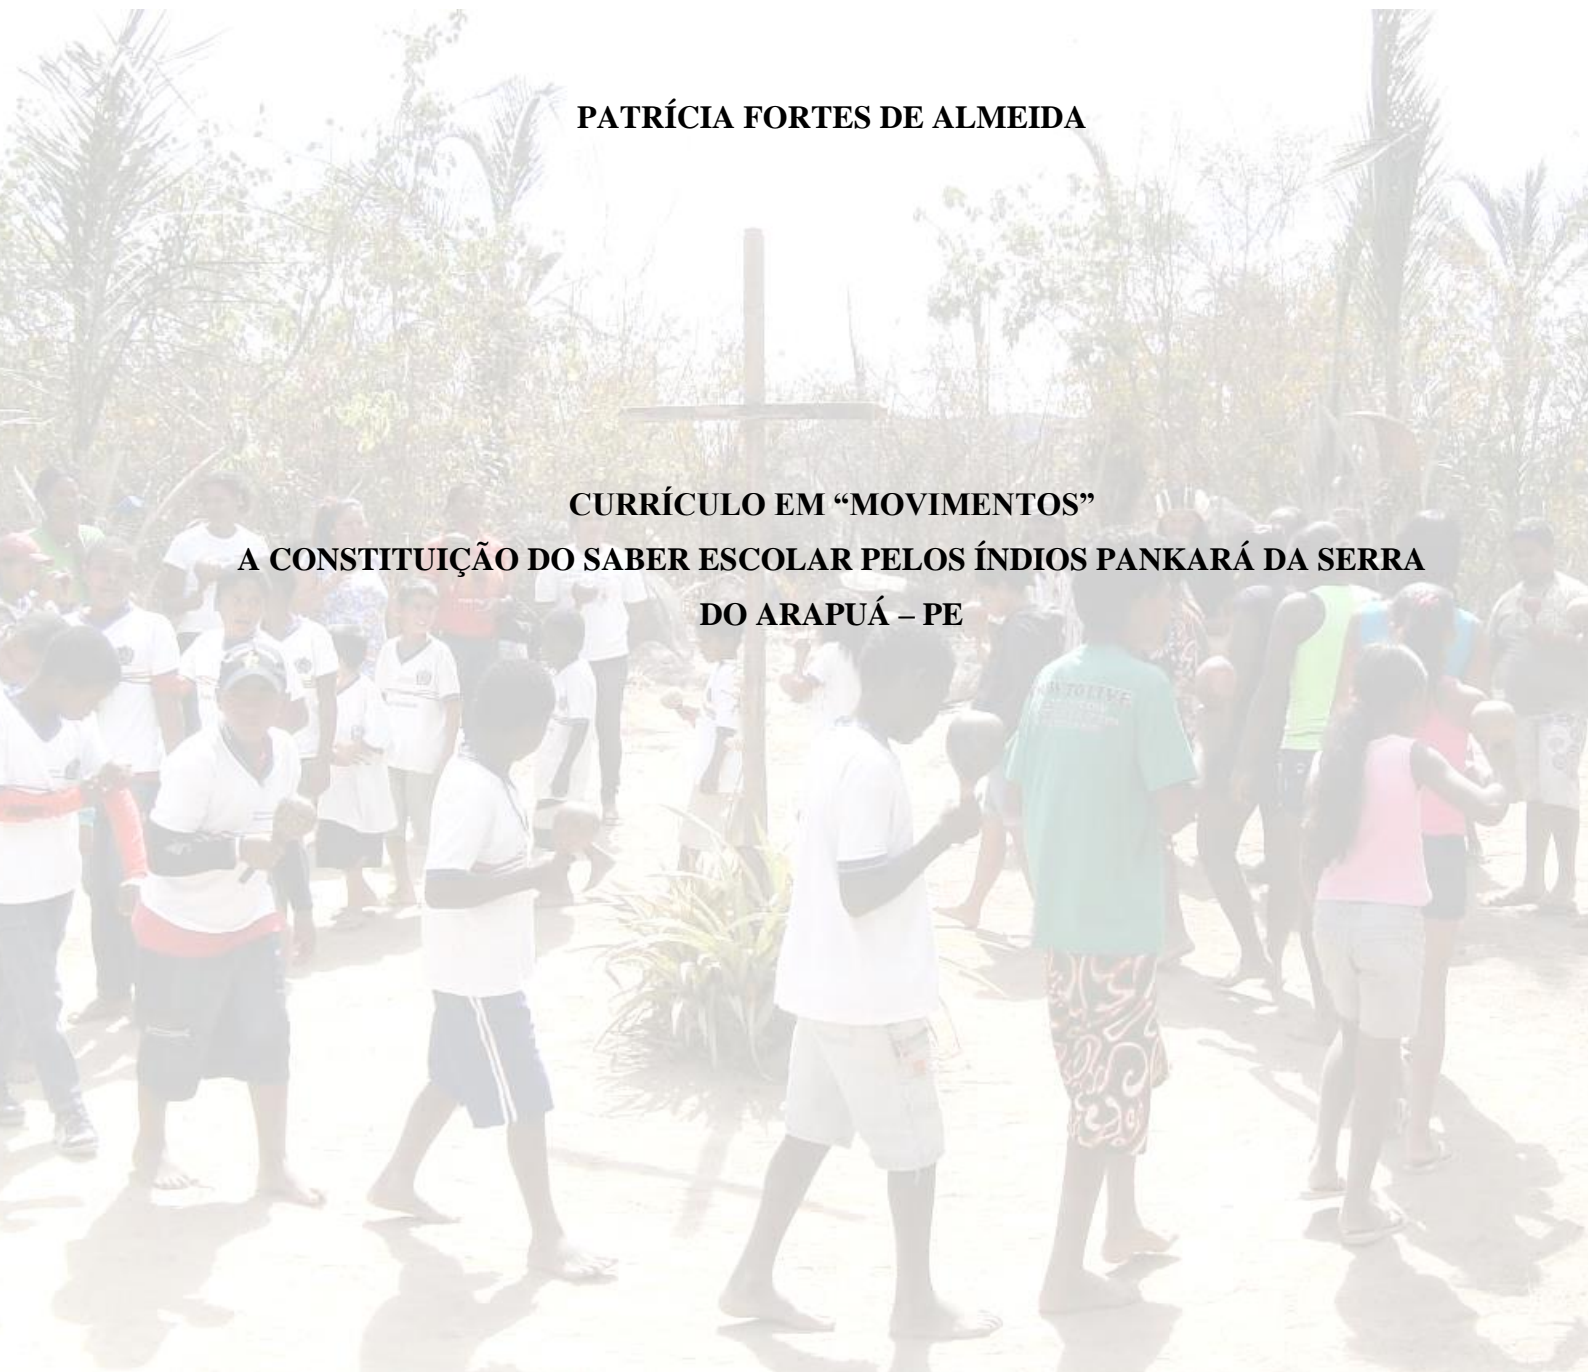 PATRÍCIA FORTES DE ALMEIDA
CURRÍCULO EM “MOVIMENTOS”
A CONSTITUIÇÃO DO SABER ESCOLAR PELOS ÍNDIOS PANKARÁ DA SERRA
DO ARAPUÁ – PE